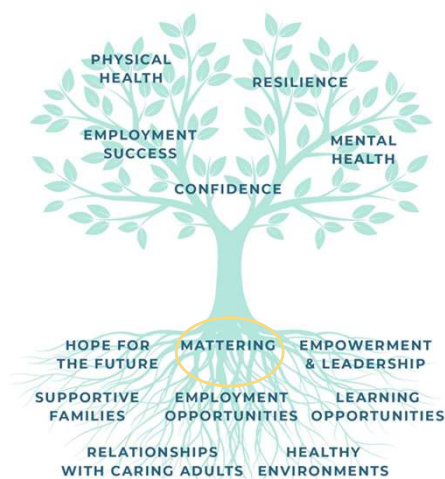 PHYSICAL
HEALTH
RESILIENCE
EMPLOYMENT
SUCCESS
MENTAL
HEALTH
CONFIDENCE
HOPE FOR
THE FUTURE
MATTERING
EMPOWERMENT
& LEADERSHIP
SUPPORTIVE
FAMILIES
EMPLOYMENT
OPPORTUNITIES
LEARNING
OPPORTUNITIES
RELATIONSHIPS
WITH CARING ADULTS
HEALTHY
ENVIRONMENTS